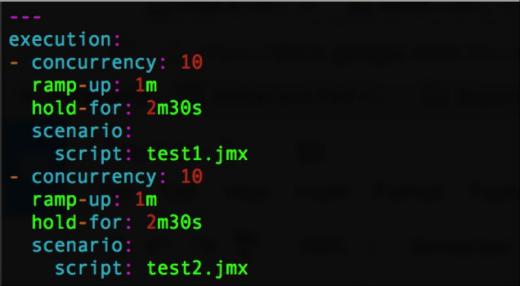 ---
execution:
- concurrency: 10
  ramp-up: 1m
  hold-for: 2m30s
  scenario:
    script: test1.jmx
- concurrency: 10
  ramp-up: 1m
  hold-for: 2m30s
  scenario:
    script: test2.jmx